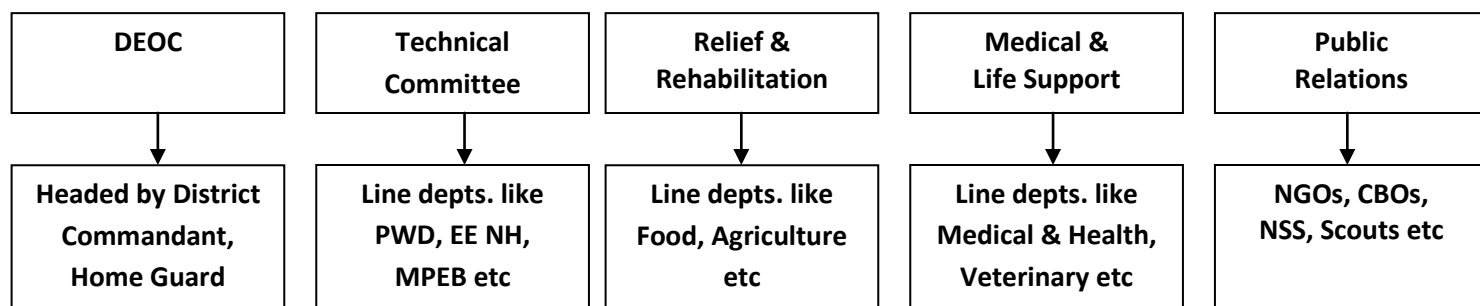 DEOC
Technical
Committee
Relief &
Rehabilitation
Medical &
Life Support
Public
Relations
Headed by District
Commandant,
Home Guard
Line depts. like
PWD, EE NH,
MPEB etc
Line depts. like
Food, Agriculture
etc
Line depts. like
Medical & Health,
Veterinary etc
NGOs, CBOs,
NSS, Scouts etc